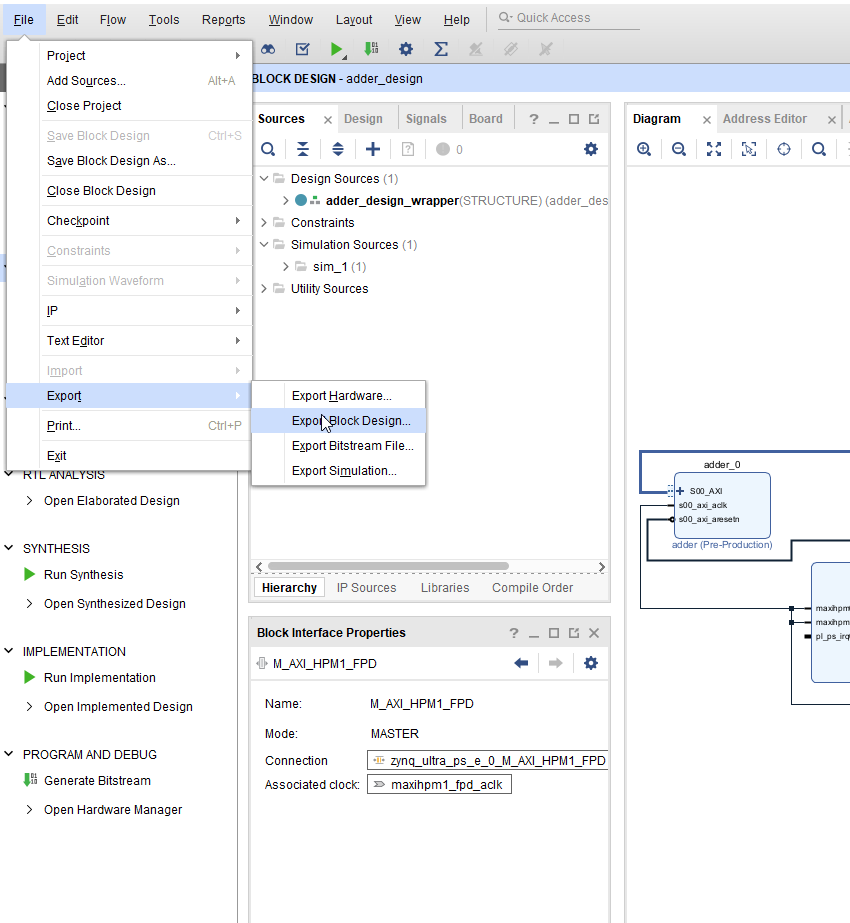 File Edit Flow Tools Reports Window Layout View Help Quick Access
Project
Add Sources... Alt+A
Close Project
Save Block Design Ctrl+S
Save Block Design As...
Close Block Design
Checkpoint
Constraints
Simulation Waveform
IP
Text Editor
Import
Export
Print... Ctrl+P
Exit
Export Hardware...
Export Block Design...
Export Bitstream File...
Export Simulation...
RTL ANALYSIS
Open Elaborated Design
SYNTHESIS
Run Synthesis
Open Synthesized Design
IMPLEMENTATION
Run Implementation
Open Implemented Design
PROGRAM AND DEBUG
Generate Bitstream
Open Hardware Manager
BLOCK DESIGN - adder_design
Sources Design Signals Board
0
Design Sources (1)
adder_design_wrapper(STRUCTURE) (adder_des
Constraints
Simulation Sources (1)
sim_1 (1)
Utility Sources
Hierarchy IP Sources Libraries Compile Order
Block Interface Properties
M_AXI_HPM1_FPD
Name: M_AXI_HPM1_FPD
Mode: MASTER
Connection zynq_ultra_ps_e_0_M_AXI_HPM1_FPD
Associated clock: maxihpm1_fpd_aclk
Diagram Address Editor
adder_0
S00_AXI
s00_axi_aclk
s00_axi_aresetn
adder (Pre-Production)
maxihpm
maxihpm
pl_ps_irq